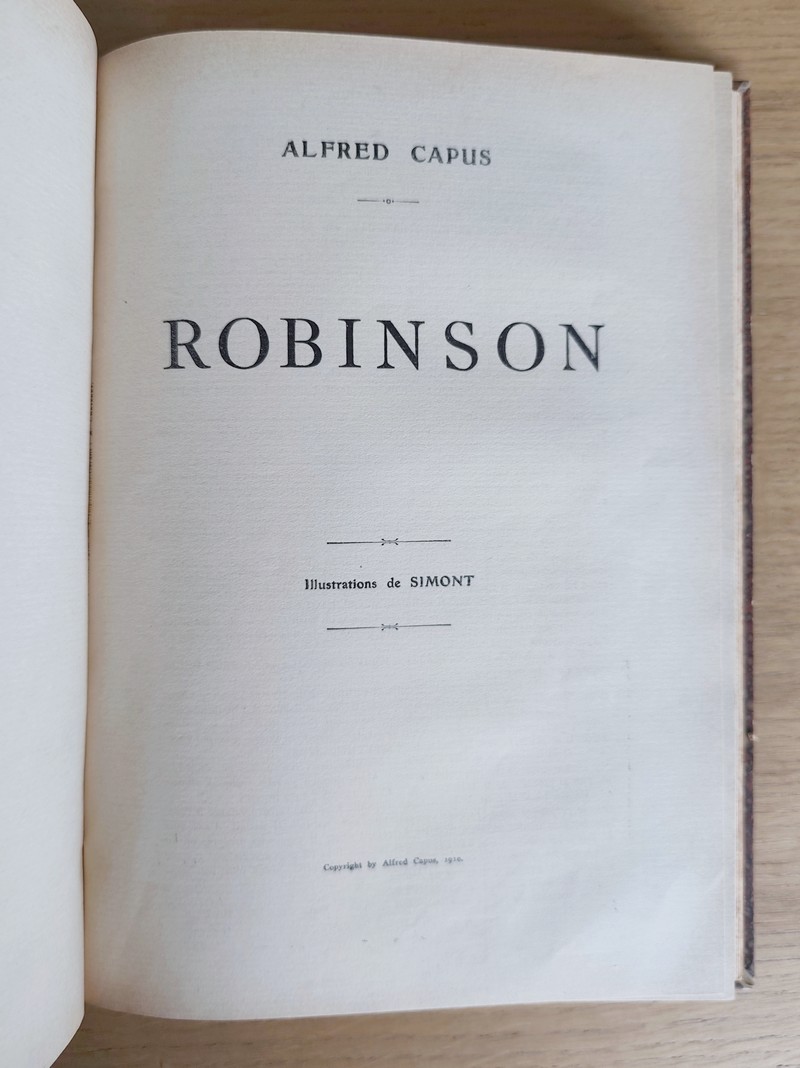 ALFRED CAPUS
ROBINSON
Illustrations de SIMONT
Copyright by Alfred Capus, 1910.